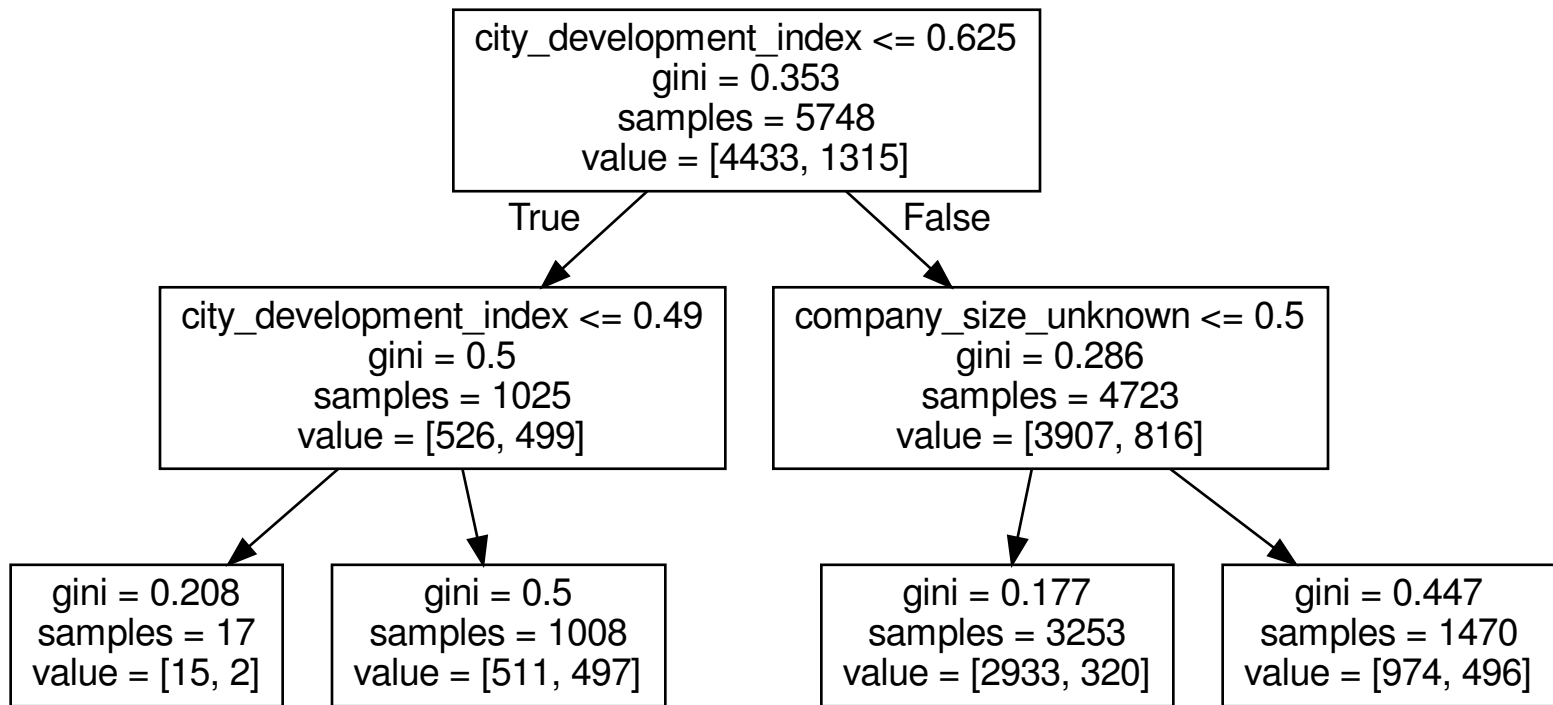 city_development_index <= 0.625
gini = 0.353
samples = 5748
value = [4433, 1315]
True
False
city_development_index <= 0.49
gini = 0.5
samples = 1025
value = [526, 499]
company_size_unknown <= 0.5
gini = 0.286
samples = 4723
value = [3907, 816]
gini = 0.208
samples = 17
value = [15, 2]
gini = 0.5
samples = 1008
value = [511, 497]
gini = 0.177
samples = 3253
value = [2933, 320]
gini = 0.447
samples = 1470
value = [974, 496]